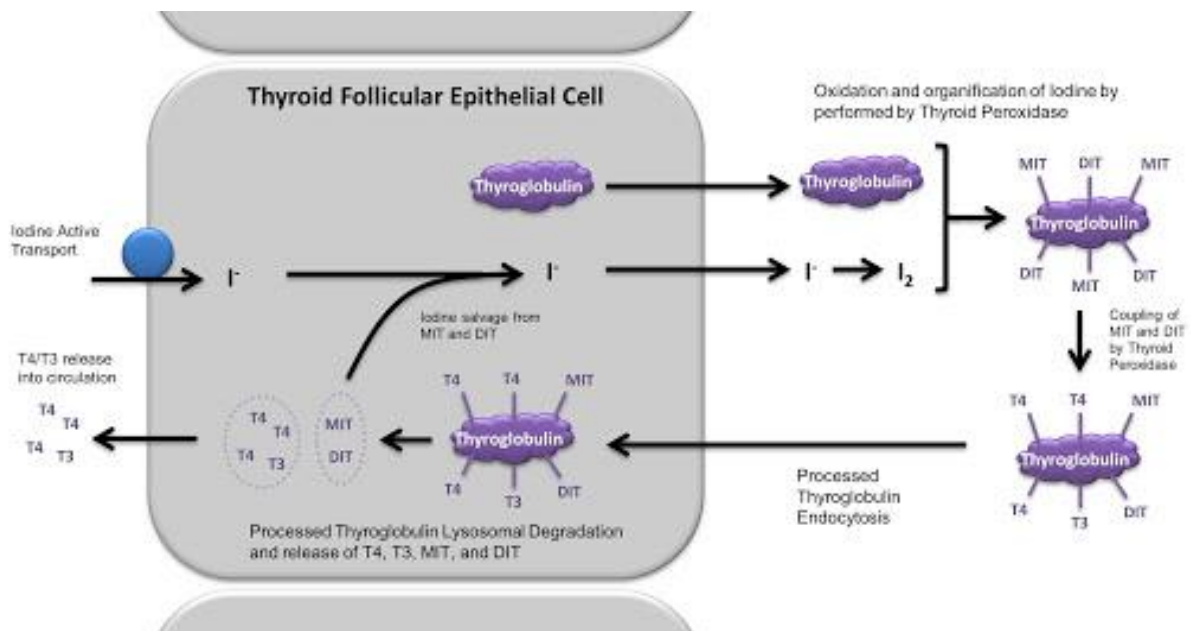 Thyroid Follicular Epithelial Cell
Oxidation and organification of Iodine by
performed by Thyroid Peroxidase
Thyroglobulin
Thyroglobulin
MIT DIT MIT
Thyroglobulin
DIT MIT DIT
Iodine Active
Transport
I-
I-
I-
I2
Iodine salvage from
MIT and DIT
Coupling of
MIT and DIT
by Thyroid
Peroxidase
T4/T3 release
into circulation
T4
T4
T4
T3
T4
T4
T4
T3
MIT
DIT
T4 T4 MIT
Thyroglobulin
T4 T3 DIT
T4 T4 MIT
Thyroglobulin
T4 T3 DIT
Processed
Thyroglobulin
Endocytosis
Processed Thyroglobulin Lysosomal Degradation
and release of T4, T3, MIT, and DIT